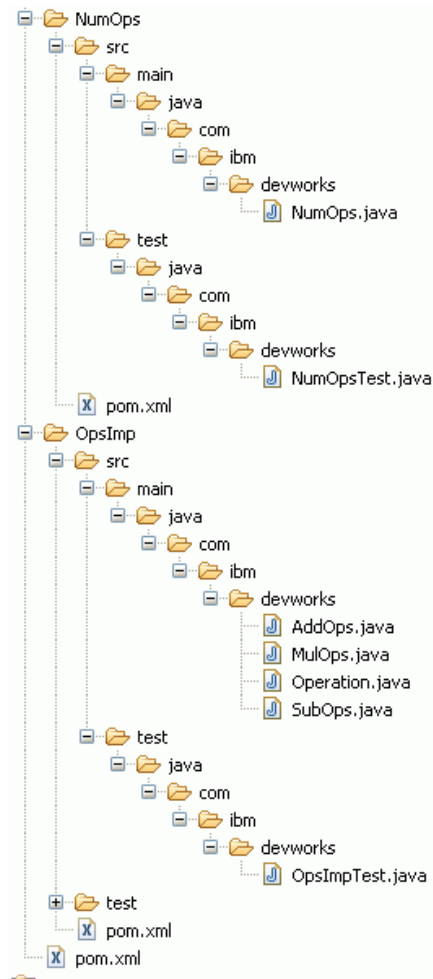 NumOps
src
main
java
com
ibm
devworks
NumOps.java
test
java
com
ibm
devworks
NumOpsTest.java
pom.xml
OpsImp
src
main
java
com
ibm
devworks
AddOps.java
MulOps.java
Operation.java
SubOps.java
test
java
com
ibm
devworks
OpsImpTest.java
test
pom.xml
pom.xml